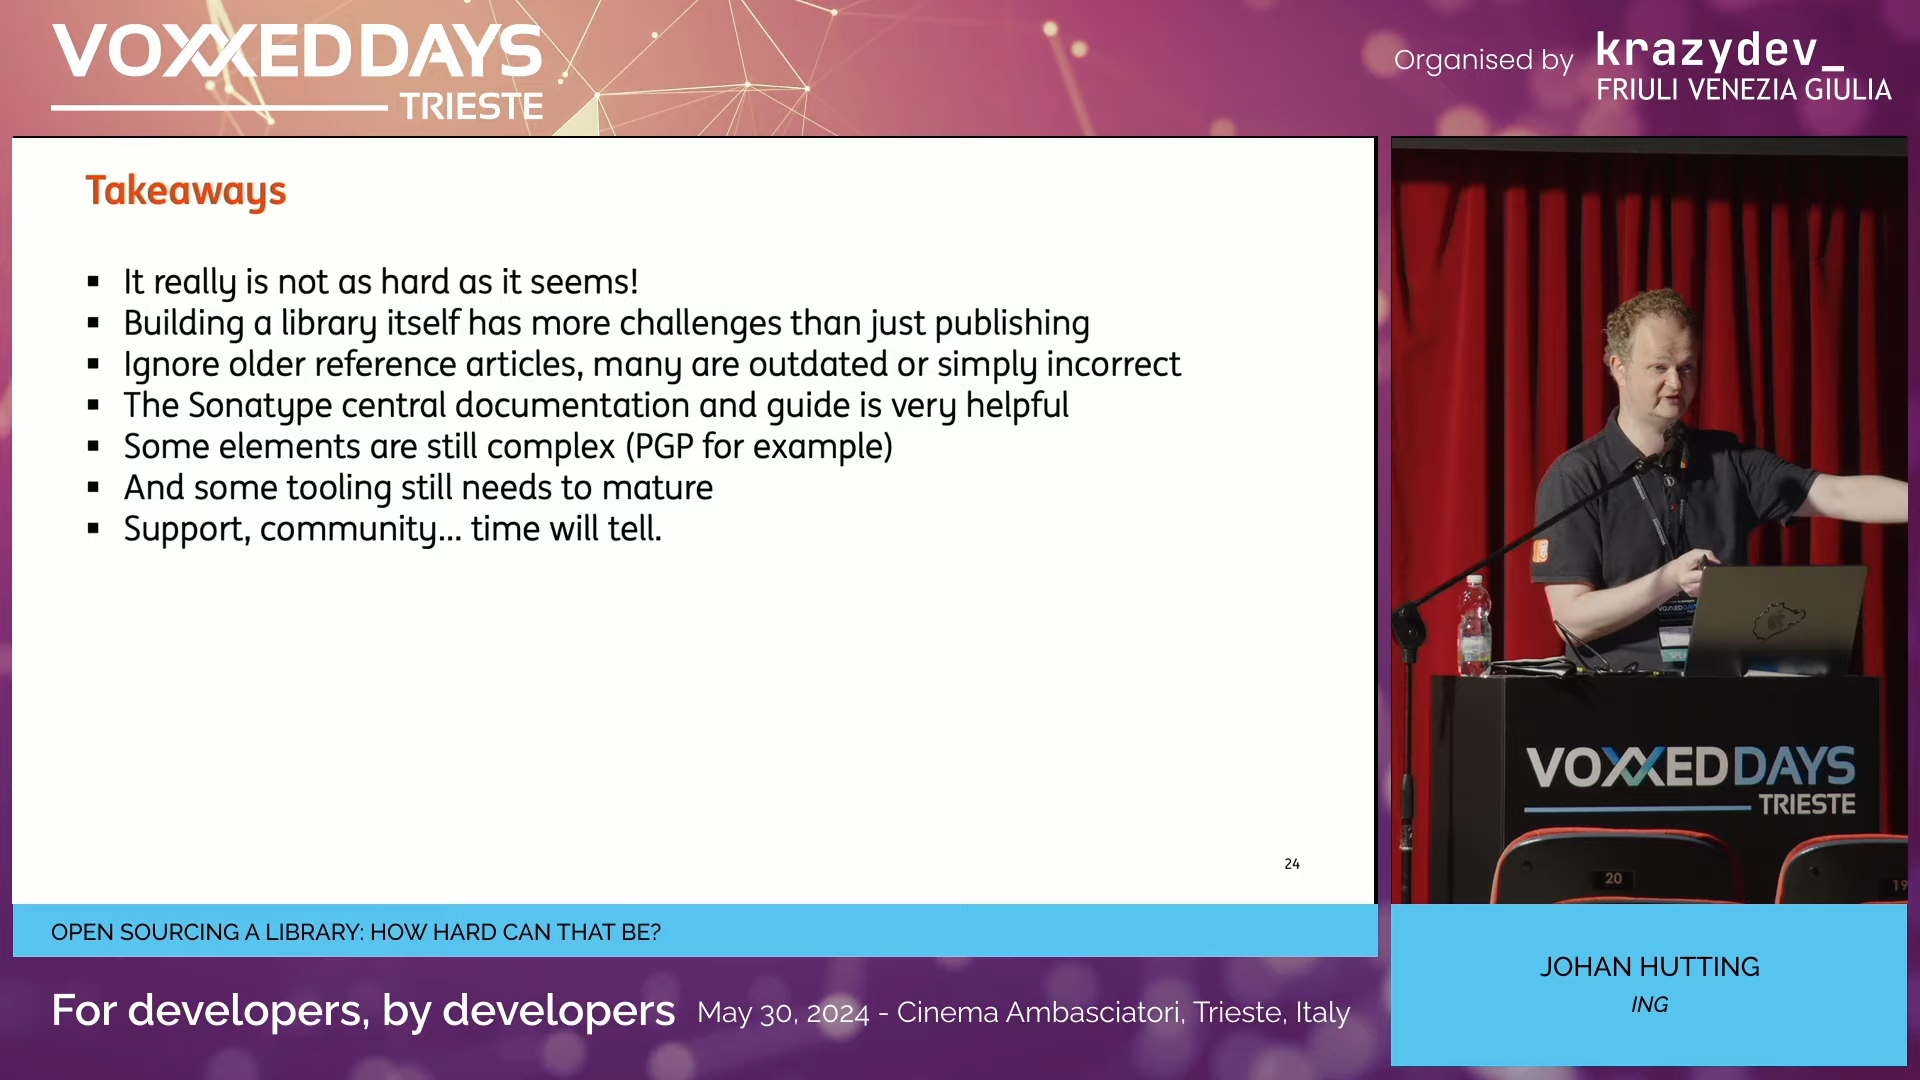 VOXXEDDAYS
TRIESTE
Organised by
krazydev_
FRIULI VENEZIA GIULIA
Takeaways
▪ It really is not as hard as it seems!
▪ Building a library itself has more challenges than just publishing
▪ Ignore older reference articles, many are outdated or simply incorrect
▪ The Sonatype central documentation and guide is very helpful
▪ Some elements are still complex (PGP for example)
▪ And some tooling still needs to mature
▪ Support, community... time will tell.
24
VOXXEDDAYS
TRIESTE
20
19
OPEN SOURCING A LIBRARY: HOW HARD CAN THAT BE?
JOHAN HUTTING
ING
For developers, by developers
May 30, 2024 - Cinema Ambasciatori, Trieste, Italy